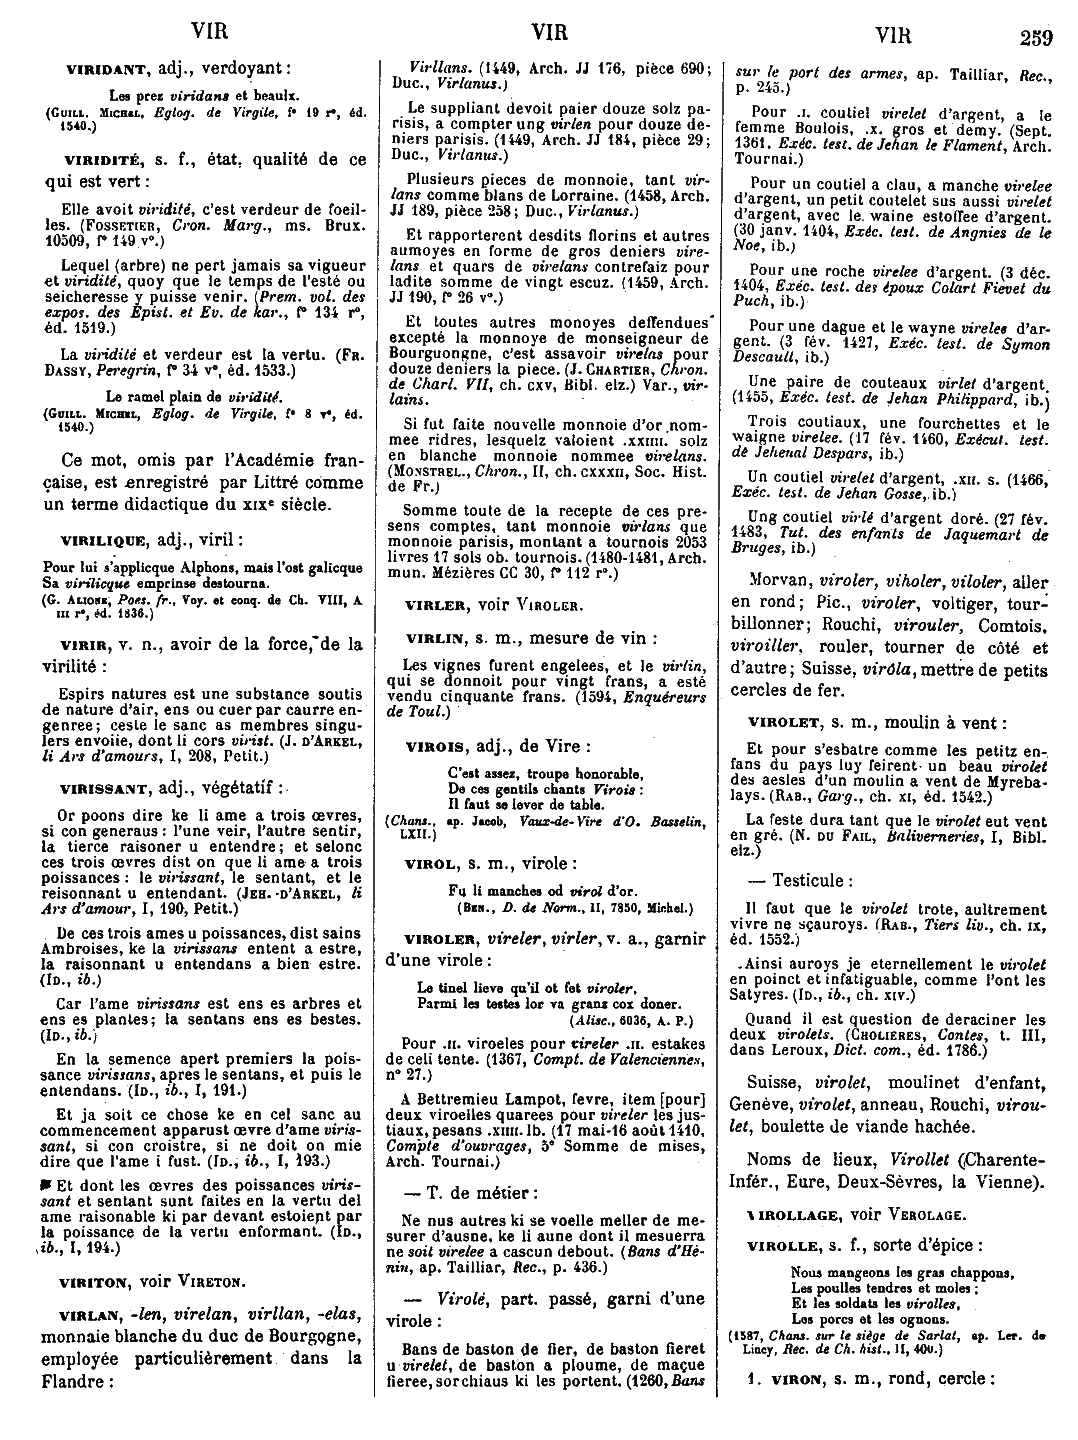 VIR
VIR
VIR
259
VIRIDANT, adj., verdoyant :
Les prez viridans et beaulx.
(GUILL. MICHEL, Eglog. de Virgile, f° 19 r°, éd.
1540.)
VIRIDITÉ, s. f., état, qualité de ce
qui est vert :
Elle avoit viridité, c'est verdeur de foeil-
les. (FOSSETIER, Cron. Marg., ms. Brux.
10509, f° 149 v°.)
Lequel (arbre) ne pert jamais sa vigueur
et viridité, quoy que le temps de l'esté ou
seicheresse y puisse venir. (Prem. vol. des
expos. des Epist. et Ev. de kar., f° 134 r°,
éd. 1519.)
La viridité et verdeur est la vertu. (FR.
DASSY, Peregrin, f° 34 v°, éd. 1533.)
Le ramel plain de viridité.
(GUILL. MICHEL, Eglog. de Virgile, f° 8 r°, éd.
1540.)
Ce mot, omis par l'Académie fran-
çaise, est enregistré par Littré comme
un terme didactique du XIXe siècle.
VIRILIQUE, adj., viril :
Pour lui s'applicque Alphons, mais l'ost galicque
Sa virilicque emprinse destourna.
(G. ALIONE, Poes. fr., Voy. et conq. de Ch. VIII, A
III r°, éd. 1836.)
VIRIR, v. n., avoir de la force, de la
virilité :
Espirs natures est une substance soutis
de nature d'air, ens ou cuer par caurre en-
genree; ceste le sanc as membres singu-
lers envoiie, dont li cors virist. (J. D'ARKEL,
li Ars d'amours, I, 208, Petit.)
VIRISSANT, adj., végétatif :
Or poons dire ke li ame a trois œvres,
si con generaus : l'une veir, l'autre sentir,
la tierce raisoner u entendre; et selonc
ces trois œvres dist on que li ame a trois
poissances : le virissant, le sentant, et le
reisonnant u entendant. (JEH. D'ARKEL, li
Ars d'amour, I, 190, Petit.)
De ces trois ames u poissances, dist sains
Ambroises, ke la virissans entent a estre,
la raisonnant u entendans a bien estre.
(ID., ib.)
Car l'ame virissans est ens es arbres et
ens es plantes; la sentans ens es bestes.
(ID., ib.)
En la semence apert premiers la pois-
sance virissans, apres le sentans, et puis le
entendans. (ID., ib., I, 191.)
Et ja soit ce chose ke en cel sanc au
commencement apparust œvre d'ame viris-
sant, si con croistre, si ne doit on mie
dire que l'ame i fust. (ID., ib., I, 193.)
Et dont les œvres des poissances viris-
sant et sentant sunt faites en la vertu del
ame raisonable ki par devant estoient par
la poissance de la vertu enformant. (ID.,
ib., I, 194.)
VIRITON, voir VIRETON.
VIRLAN, -len, virelan, virllan, -elas,
monnaie blanche du duc de Bourgogne,
employée particulièrement dans la
Flandre :
Virllans. (1449, Arch. JJ 176, pièce 690;
Duc., Virlanus.)
Le suppliant devoit paier douze solz pa-
risis, a compter ung virlen pour douze de-
niers parisis. (1449, Arch. JJ 184, pièce 29;
Duc., Virlanus.)
Plusieurs pieces de monnoie, tant vir-
lans comme blans de Lorraine. (1458, Arch.
JJ 189, pièce 258; Duc., Virlanus.)
Et rapporterent desdits florins et autres
aumoyes en forme de gros deniers vire-
lans et quars de virelans contrefaiz pour
ladite somme de vingt escuz. (1459, Arch.
JJ 190, f° 26 v°.)
Et toutes autres monoyes deffendues
excepté la monnoye de monseigneur de
Bourguongne, c'est assavoir virelas pour
douze deniers la piece. (J. CHARTIER, Chron.
de Charl. VII, ch. CXV, Bibl. elz.) Var., vir-
lains.
Si fut faite nouvelle monnoie d'or nom-
mee ridres, lesquelz valoient .XXIIII. solz
en blanche monnoie nommee virelans.
(MONSTREL., Chron., II, ch. CXXXII, Soc. Hist.
de Fr.)
Somme toute de la recepte de ces pre-
sens comptes, tant monnoie virlans que
monnoie parisis, montant a tournois 2053
livres 17 sols ob. tournois. (1480-1481, Arch.
mun. Mézières CC 30, f° 112 r°.)
VIRLER, voir VIROLER.
VIRLIN, s. m., mesure de vin :
Les vignes furent engelees, et le virlin,
qui se donnoit pour vingt frans, a esté
vendu cinquante frans. (1594, Enquéreurs
de Toul.)
VIROIS, adj., de Vire :
C'est assez, troupe honorable,
De ces gentils chants Virois :
Il faut se lever de table.
(Chans., ap. Jacob, Vaux-de-Vire d'O. Basselin,
LXII.)
VIROL, s. m., virole :
Fu li manches od virol d'or.
(BEN., D. de Norm., II, 7850, Michel.)
VIROLER, vireler, virler, v. a., garnir
d'une virole :
Le tinel lieve qu'il ot fet viroler,
Parmi les testes lor va granz cox doner.
(Alisc., 6036, A. P.)
Pour .II. viroeles pour vireler .II. estakes
de celi tente. (1367, Compt. de Valenciennes,
n° 27.)
A Bettremieu Lampot, fevre, item [pour]
deux viroelles quarees pour vireler les jus-
tiaux, pesans .XIIII. lb. (17 mai-16 août 1410,
Compte d'ouvrages, 5e Somme de mises,
Arch. Tournai.)
— T. de métier :
Ne nus autres ki se voelle meller de me-
surer d'ausne, ke li aune dont il mesuerra
ne soit virelee a cascun debout. (Bans d'Hé-
nin, ap. Tailliar, Rec., p. 436.)
— Virolé, part. passé, garni d'une
virole :
Bans de baston de fier, de baston fieret
u virelet, de baston a ploume, de maçue
fieree, sorchiaus ki les portent. (1260, Bans
sur le port des armes, ap. Tailliar, Rec.,
p. 245.)
Pour .I. coutiel virelet d'argent, a le
femme Boulois, .X. gros et demy. (Sept.
1361, Exéc. test. de Jehan le Flament, Arch.
Tournai.)
Pour un coutiel a clau, a manche virelee
d'argent, un petit coutelet sus aussi virelet
d'argent, avec le waine estoffee d'argent.
(30 janv. 1404, Exéc. test. de Angnies de le
Noe, ib.)
Pour une roche virelee d'argent. (3 déc.
1404, Exéc. test. des époux Colart Fievet du
Puch, ib.)
Pour une dague et le wayne virelee d'ar-
gent. (3 fév. 1427, Exéc. test. de Symon
Descault, ib.)
Une paire de couteaux virlet d'argent.
(1455, Exéc. test. de Jehan Philippard, ib.)
Trois coutiaux, une fourchettes et le
waigne virelee. (17 fév. 1460, Exécut. test.
de Jehenal Despars, ib.)
Un coutiel virelet d'argent, .XII. s. (1466,
Exéc. test. de Jehan Gosse, ib.)
Ung coutiel virlé d'argent doré. (27 fév.
1483, Tut. des enfants de Jaquemart de
Bruges, ib.)
Morvan, viroler, viholer, viloler, aller
en rond; Pic., viroler, voltiger, tour-
billonner; Rouchi, virouler, Comtois,
viroiller, rouler, tourner de côté et
d'autre; Suisse, virôla, mettre de petits
cercles de fer.
VIROLET, s. m., moulin à vent :
Et pour s'esbatre comme les petitz en-
fans du pays luy feirent un beau virolet
des aesles d'un moulin a vent de Myreba-
lays. (RAB., Garg., ch. XI, éd. 1542.)
La feste dura tant que le virolet eut vent
en gré. (N. DU FAIL, Baliverneries, I, Bibl.
elz.)
— Testicule :
Il faut que le virolet trote, aultrement
vivre ne sçauroys. (RAB., Tiers liv., ch. IX,
éd. 1552.)
Ainsi auroys je eternellement le virolet
en poinct et infatiguable, comme l'ont les
Satyres. (ID., ib., ch. XIV.)
Quand il est question de deraciner les
deux virolets. (CHOLIERES, Contes, t. III,
dans Leroux, Dict. com., éd. 1786.)
Suisse, virolet, moulinet d'enfant,
Genève, virolet, anneau, Rouchi, virou-
let, boulette de viande hachée.
Noms de lieux, Virollet (Charente-
Infér., Eure, Deux-Sèvres, la Vienne).
VIROLLAGE, voir VEROLAGE.
VIROLLE, s. f., sorte d'épice :
Nous mangeons les gras chappons,
Les poulles tendres et moles ;
Et les soldats les virolles,
Les porcs et les ognons.
(1587, Chans. sur le siège de Sarlat, ap. Ler. de
Lincy, Rec. de Ch. hist., II, 400.)
1. VIRON, s. m., rond, cercle :